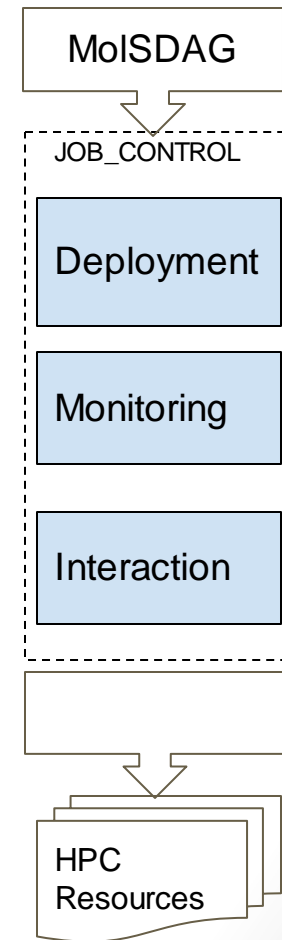 MolSDAG
JOB_CONTROL
Deployment
Monitoring
Interaction
HPC
Resources